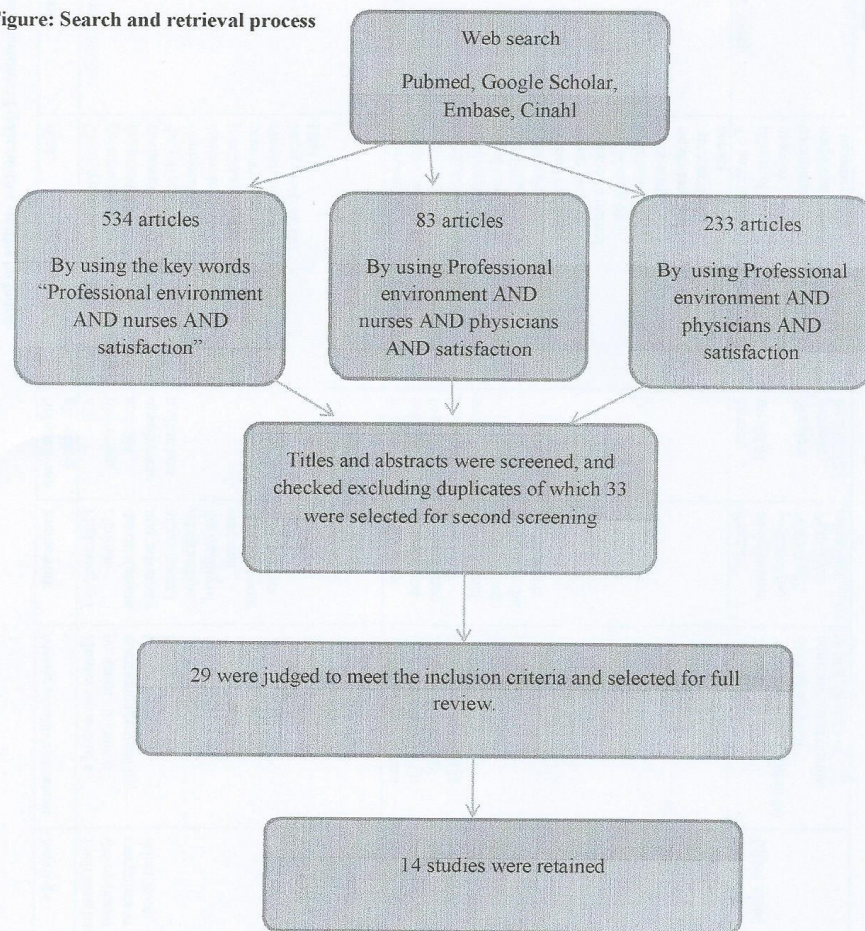 igure: Search and retrieval process
Web search
Pubmed, Google Scholar,
Embase, Cinahl
534 articles
By using the key words
“Professional environment
AND nurses AND
satisfaction”
83 articles
By using Professional
environment AND
nurses AND physicians
AND satisfaction
233 articles
By using Professional
environment AND
physicians AND
satisfaction
Titles and abstracts were screened, and
checked excluding duplicates of which 33
were selected for second screening
29 were judged to meet the inclusion criteria and selected for full
review.
14 studies were retained